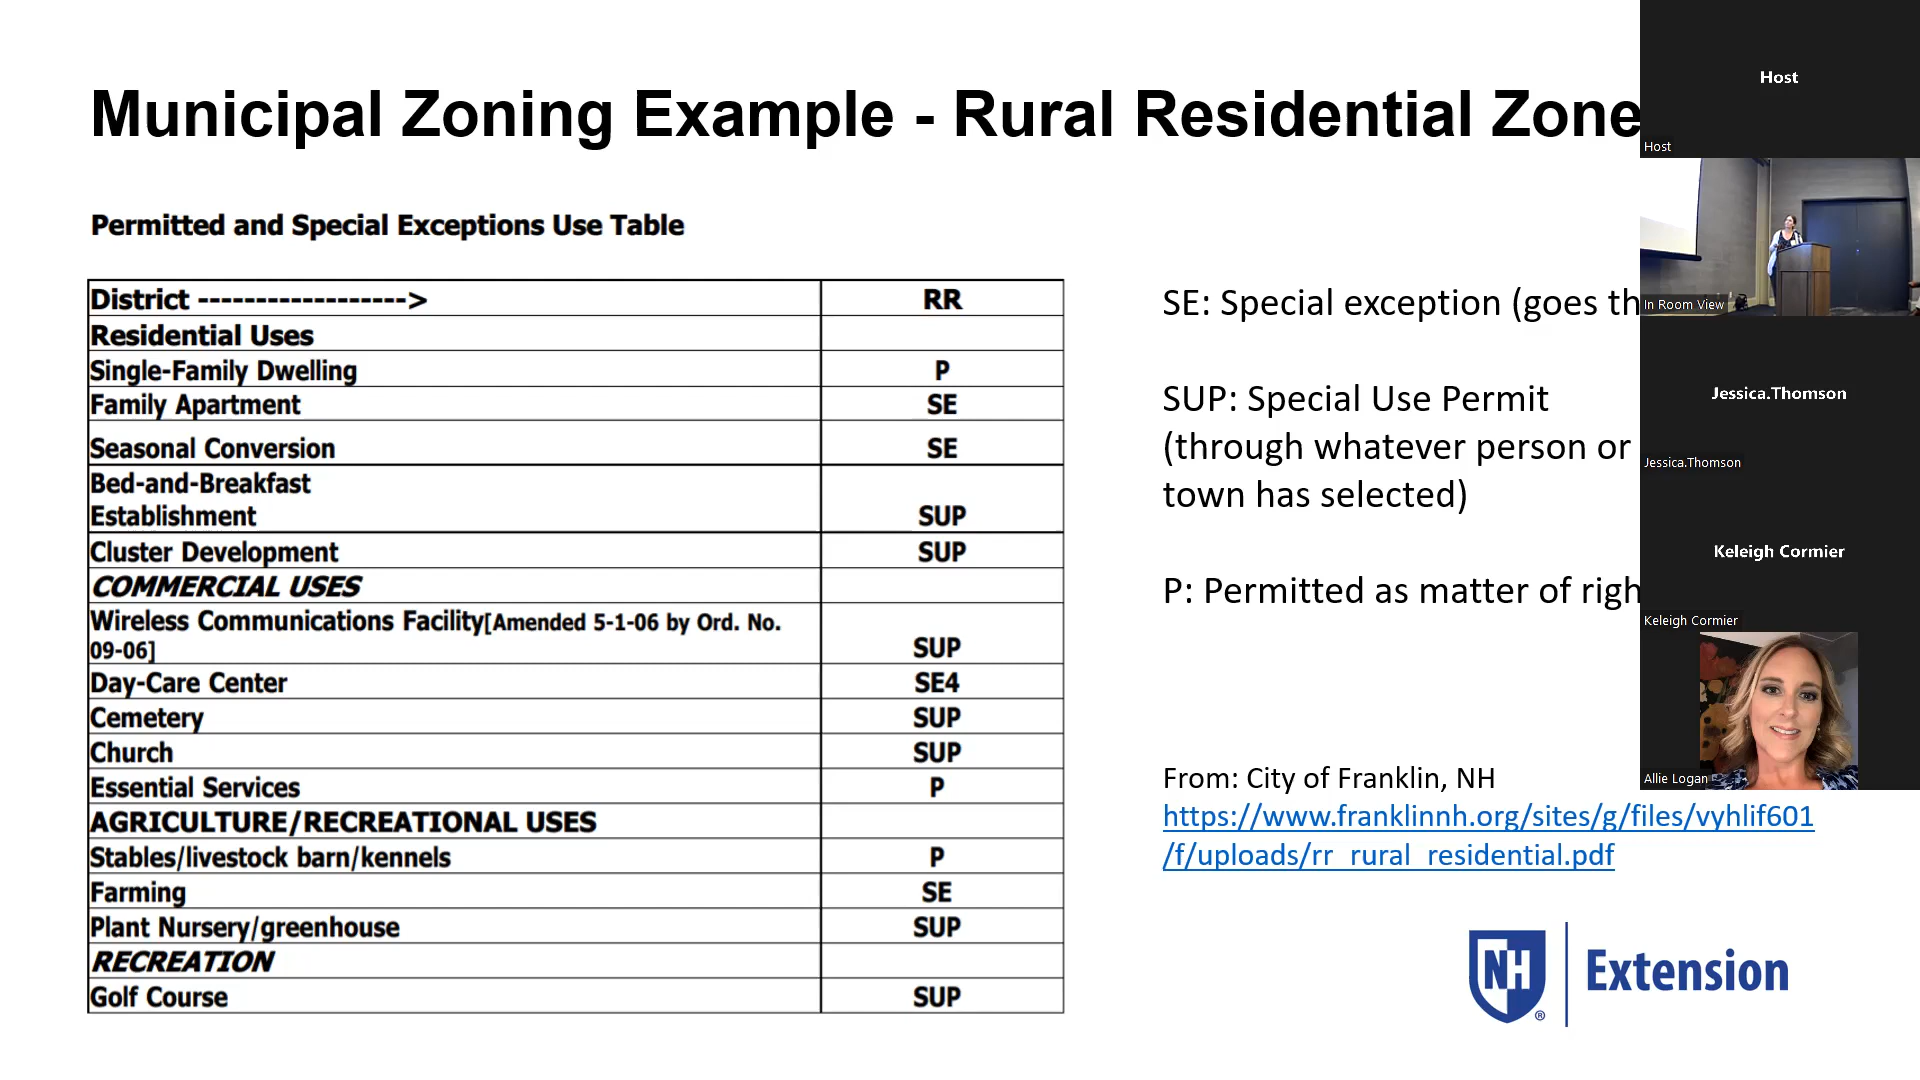 Municipal Zoning Example - Rural Residential Zone
Permitted and Special Exceptions Use Table
District ------------------> RR
Residential Uses
Single-Family Dwelling P
Family Apartment SE
Seasonal Conversion SE
Bed-and-Breakfast
Establishment SUP
Cluster Development SUP
COMMERCIAL USES
Wireless Communications Facility[Amended 5-1-06 by Ord. No.
09-06] SUP
Day-Care Center SE4
Cemetery SUP
Church SUP
Essential Services P
AGRICULTURE/RECREATIONAL USES
Stables/livestock barn/kennels P
Farming SE
Plant Nursery/greenhouse SUP
RECREATION
Golf Course SUP
SE: Special exception (goes
SUP: Special Use Permit
(through whatever person or
town has selected)
P: Permitted as matter of
From: City of Franklin, NH
https://www.franklinnh.org/sites/g/files/vyhlif601
/f/uploads/rr_rural_residential.pdf
NH
®
Extension
Host
Host
In Room View
Jessica.Thomson
Jessica.Thomson
Keleigh Cormier
Keleigh Cormier
Allie Logan